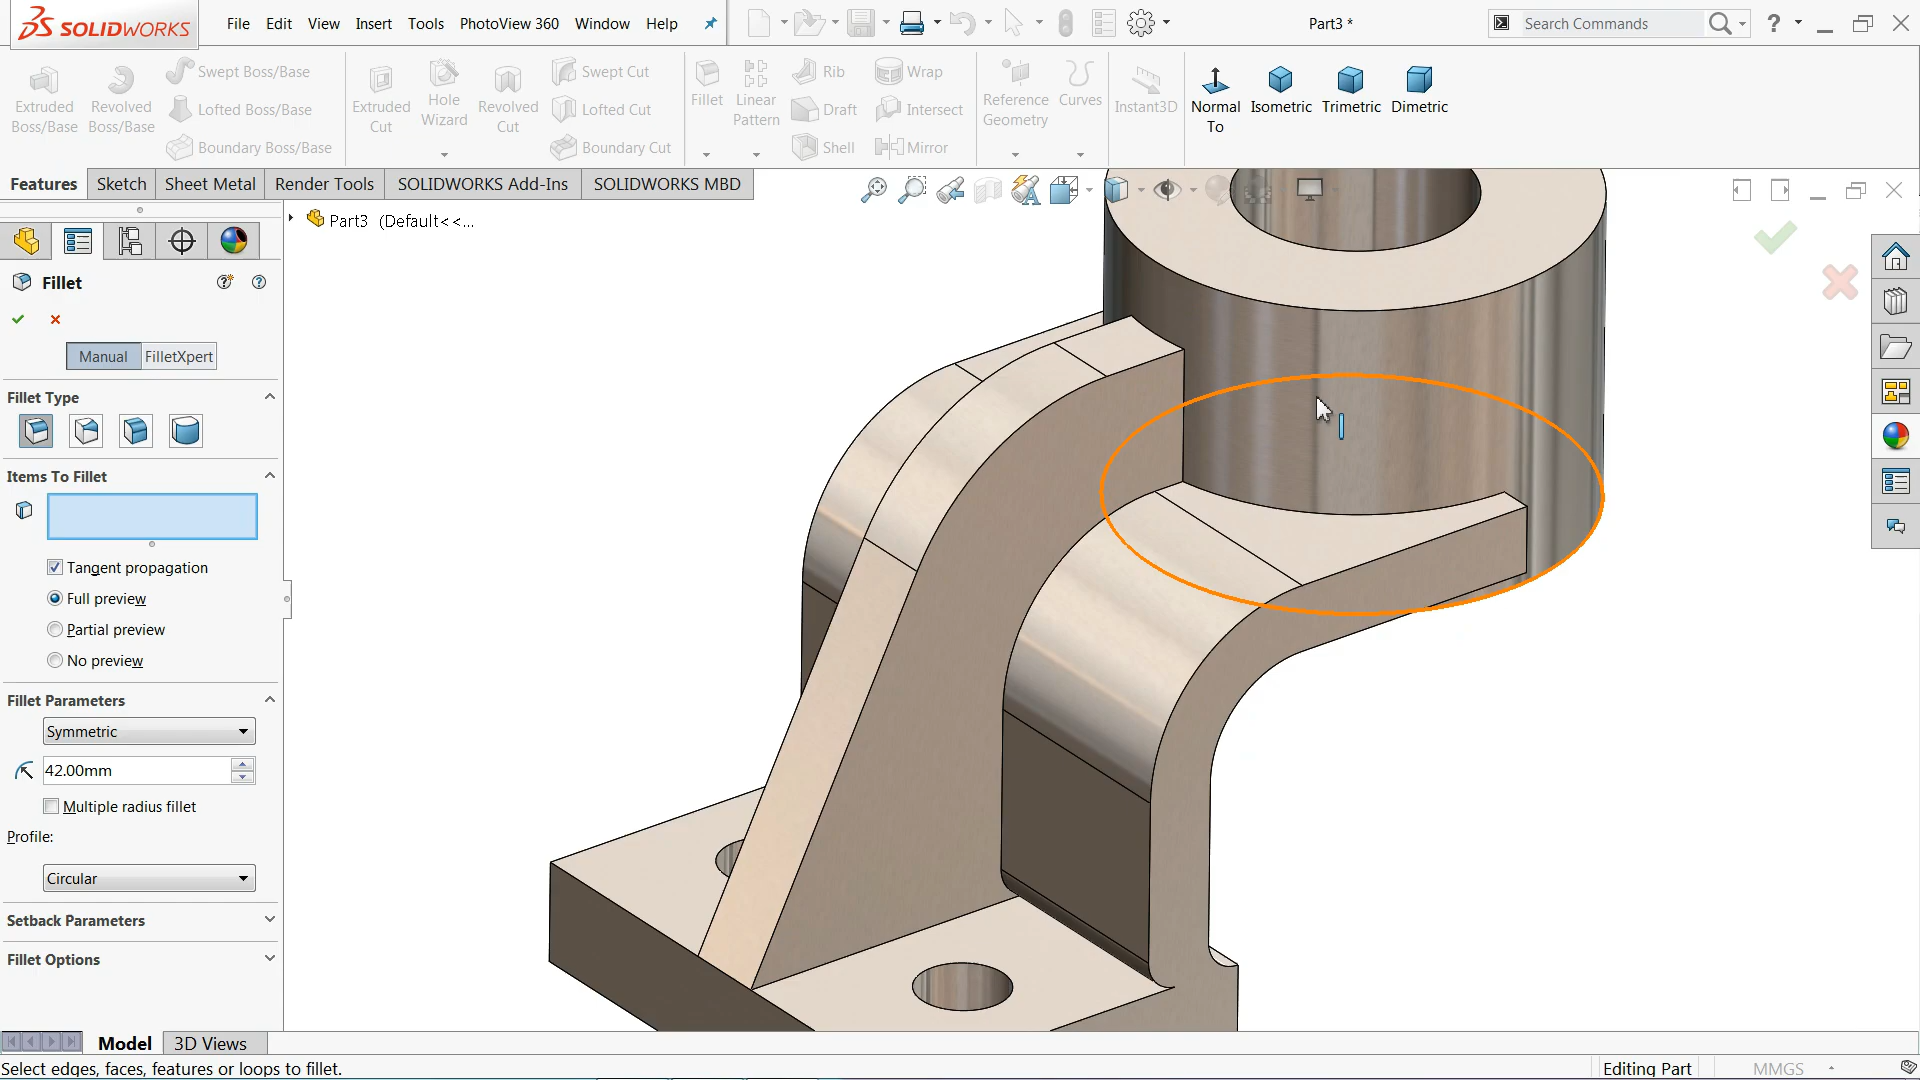 SOLIDWORKS File Edit View Insert Tools PhotoView 360 Window Help Part3 * Search Commands ?
Extruded Boss/Base
Revolved Boss/Base
Swept Boss/Base
Lofted Boss/Base
Boundary Boss/Base
Extruded Cut
Hole Wizard
Revolved Cut
Swept Cut
Lofted Cut
Boundary Cut
Fillet
Linear Pattern
Rib
Draft
Shell
Wrap
Intersect
Mirror
Reference Geometry
Curves
Instant3D
Normal To
Isometric
Trimetric
Dimetric
Features Sketch Sheet Metal Render Tools SOLIDWORKS Add-Ins SOLIDWORKS MBD
Part3 (Default<<...
Fillet
Manual FilletXpert
Fillet Type
Items To Fillet
Tangent propagation
Full preview
Partial preview
No preview
Fillet Parameters
Symmetric
42.00mm
Multiple radius fillet
Profile:
Circular
Setback Parameters
Fillet Options
Model 3D Views
Select edges, faces, features or loops to fillet. Editing Part MMGS